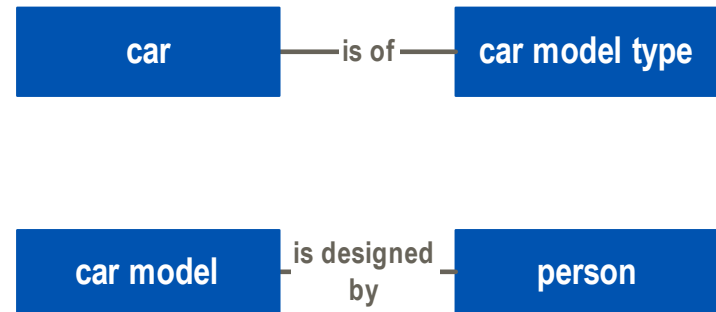 car
is of
car model type
car model
is designed
by
person